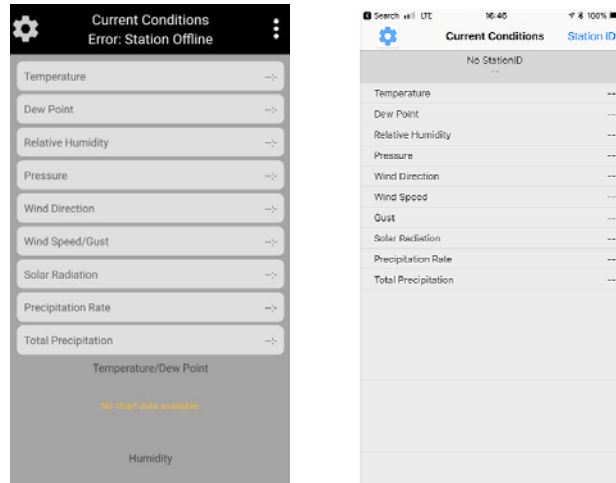 Current Conditions
Error: Station Offline
Temperature --:-
Dew Point --:-
Relative Humidity --:-
Pressure --:-
Wind Direction --:-
Wind Speed/Gust --:-
Solar Radiation --:-
Precipitation Rate --:-
Total Precipitation --:-
Temperature/Dew Point
No chart data available.
Humidity
Search LTE 16:46 100%
Current Conditions Station ID
No StationID
--
Temperature --
Dew Point --
Relative Humidity --
Pressure --
Wind Direction --
Wind Speed --
Gust --
Solar Radiation --
Precipitation Rate --
Total Precipitation --